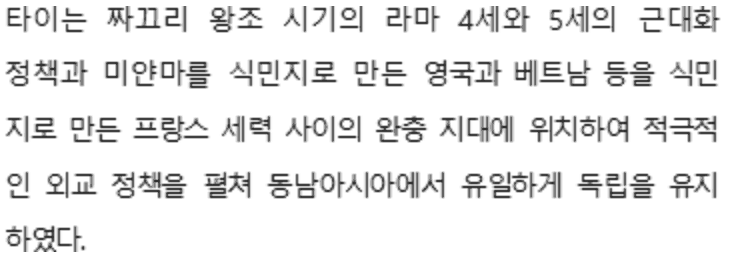 타이는 짜끄리 왕조 시기의 라마 4세와 5세의 근대화
정책과 미얀마를 식민지로 만든 영국과 베트남 등을 식민
지로 만든 프랑스 세력 사이의 완충 지대에 위치하여 적극적
인 외교 정책을 펼쳐 동남아시아에서 유일하게 독립을 유지
하였다.